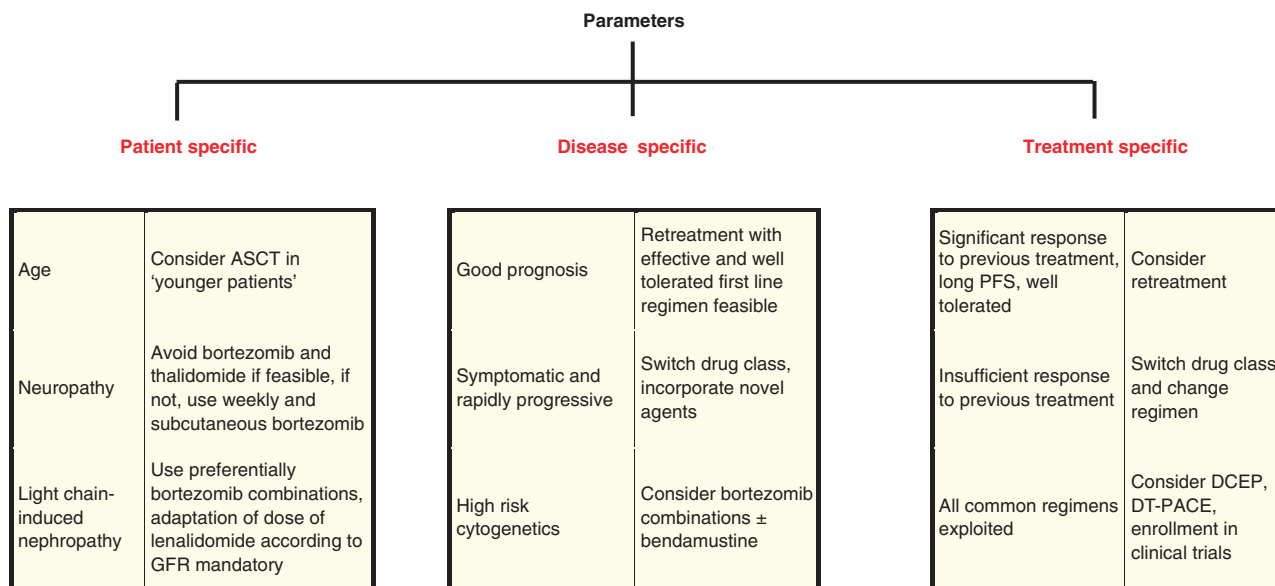 Parameters
Patient specific
Disease specific
Treatment specific
Age
Consider ASCT in
‘younger patients’
Neuropathy
Avoid bortezomib and
thalidomide if feasible, if
not, use weekly and
subcutaneous bortezomib
Light chain-
induced
nephropathy
Use preferentially
bortezomib combinations,
adaptation of dose of
lenalidomide according to
GFR mandatory
Good prognosis
Retreatment with
effective and well
tolerated first line
regimen feasible
Symptomatic and
rapidly progressive
Switch drug class,
incorporate novel
agents
High risk
cytogenetics
Consider bortezomib
combinations ±
bendamustine
Significant response
to previous treatment,
long PFS, well
tolerated
Consider
retreatment
Insufficient response
to previous treatment
Switch drug class
and change
regimen
All common regimens
exploited
Consider DCEP,
DT-PACE,
enrollment in
clinical trials